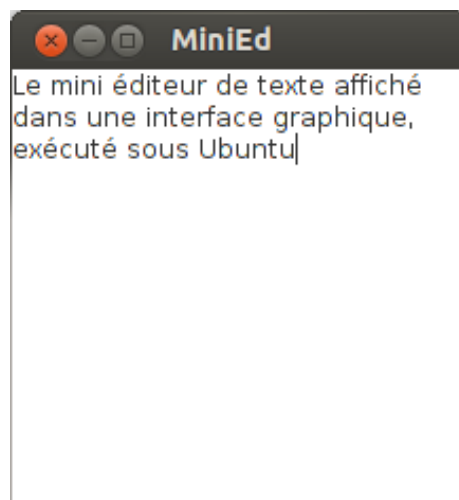 MiniEd
Le mini éditeur de texte affiché
dans une interface graphique,
exécuté sous Ubuntu